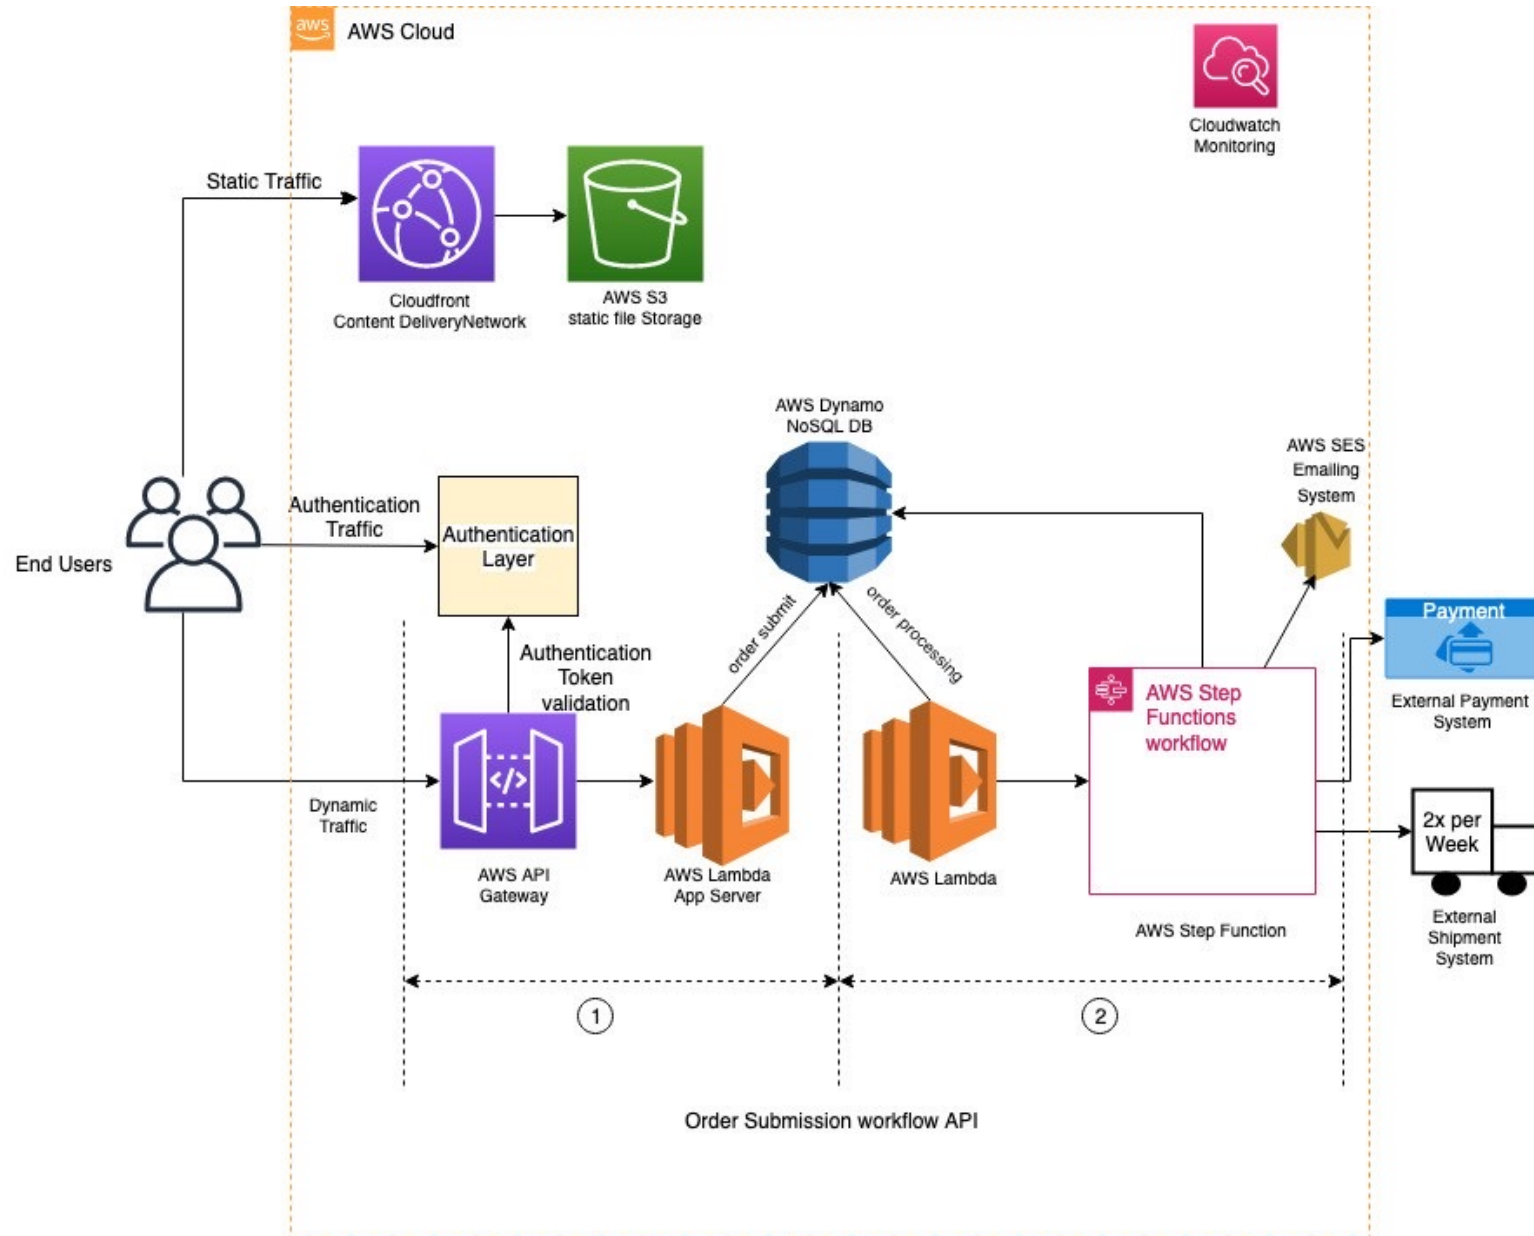 aws
AWS Cloud
Cloudwatch
Monitoring
Static Traffic
Cloudfront
Content DeliveryNetwork
AWS S3
static file Storage
AWS Dynamo
NoSQL DB
AWS SES
Emailing
System
End Users
Authentication
Traffic
Authentication
Layer
order submit
order processing
Authentication
Token
validation
Payment
External Payment
System
AWS Step
Functions
workflow
Dynamic
Traffic
</>
AWS API
Gateway
AWS Lambda
App Server
AWS Lambda
AWS Step Function
2x per
Week
External
Shipment
System
1
2
Order Submission workflow API